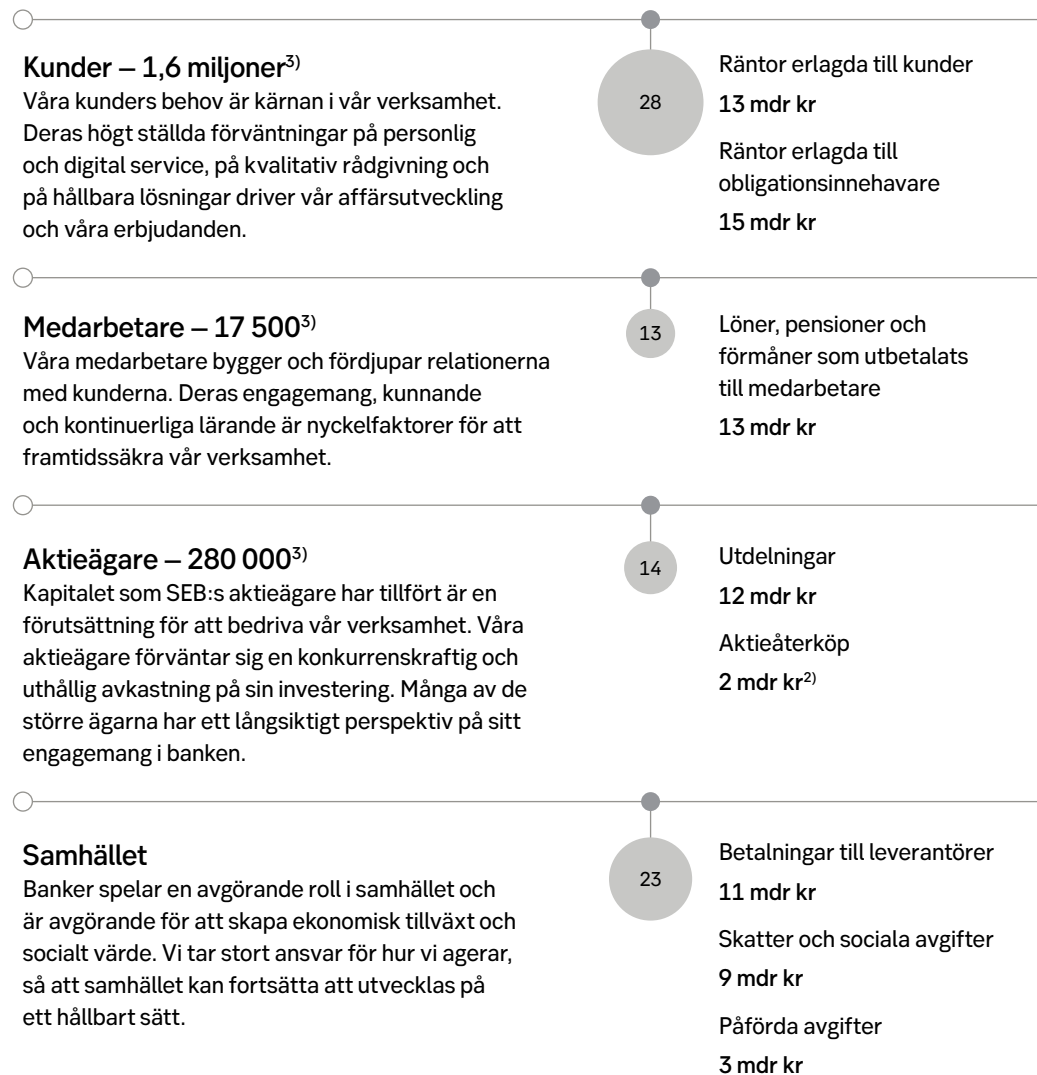 Kunder – 1,6 miljoner3)
Våra kunders behov är kärnan i vår verksamhet.
Deras högt ställda förväntningar på personlig
och digital service, på kvalitativ rådgivning och
på hållbara lösningar driver vår affärsutveckling
och våra erbjudanden.
28
Räntor erlagda till kunder
13 mdr kr
Räntor erlagda till
obligationsinnehavare
15 mdr kr
Medarbetare – 17 5003)
Våra medarbetare bygger och fördjupar relationerna
med kunderna. Deras engagemang, kunnande
och kontinuerliga lärande är nyckelfaktorer för att
framtidssäkra vår verksamhet.
13
Löner, pensioner och
förmåner som utbetalats
till medarbetare
13 mdr kr
Aktieägare – 280 0003)
Kapitalet som SEB:s aktieägare har tillfört är en
förutsättning för att bedriva vår verksamhet. Våra
aktieägare förväntar sig en konkurrenskraftig och
uthållig avkastning på sin investering. Många av de
större ägarna har ett långsiktigt perspektiv på sitt
engagemang i banken.
14
Utdelningar
12 mdr kr
Aktieåterköp
2 mdr kr2)
Samhället
Banker spelar en avgörande roll i samhället och
är avgörande för att skapa ekonomisk tillväxt och
socialt värde. Vi tar stort ansvar för hur vi agerar,
så att samhället kan fortsätta att utvecklas på
ett hållbart sätt.
23
Betalningar till leverantörer
11 mdr kr
Skatter och sociala avgifter
9 mdr kr
Påförda avgifter
3 mdr kr